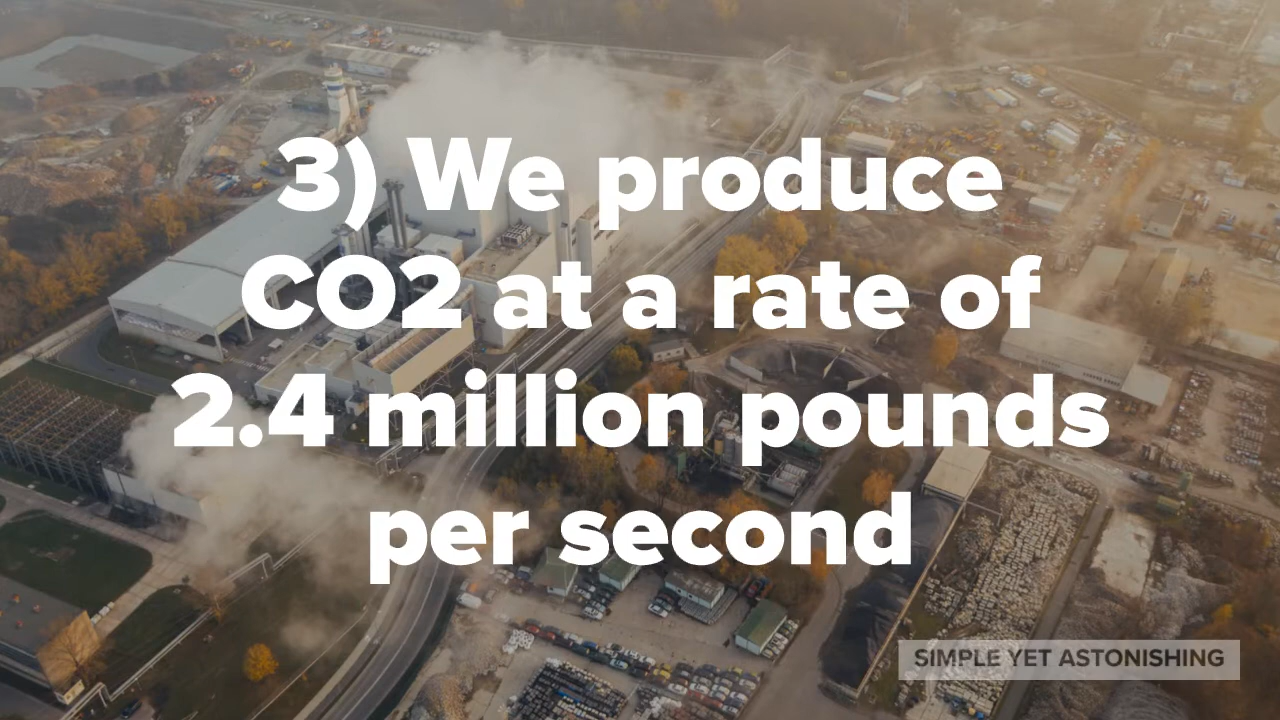 3) We produce
CO2 at a rate of
2.4 million pounds
per second
SIMPLE YET ASTONISHING